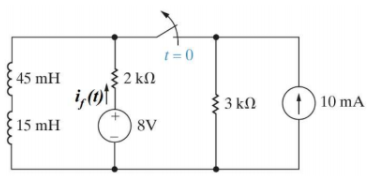 t = 0
45 mH
2 kΩ
i_f(t)
3 kΩ
10 mA
15 mH
+
8V
−